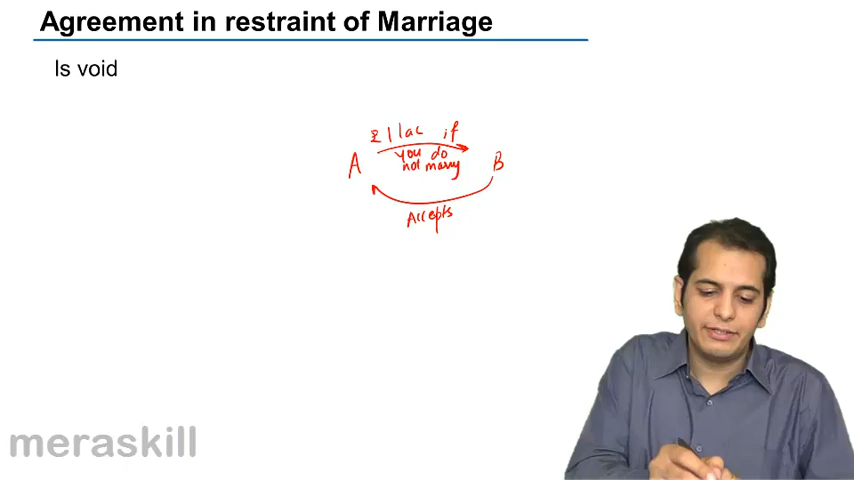 Agreement in restraint of Marriage
Is void
₹ 1 lac if
you do
not marry
A
B
Accepts
meraskill